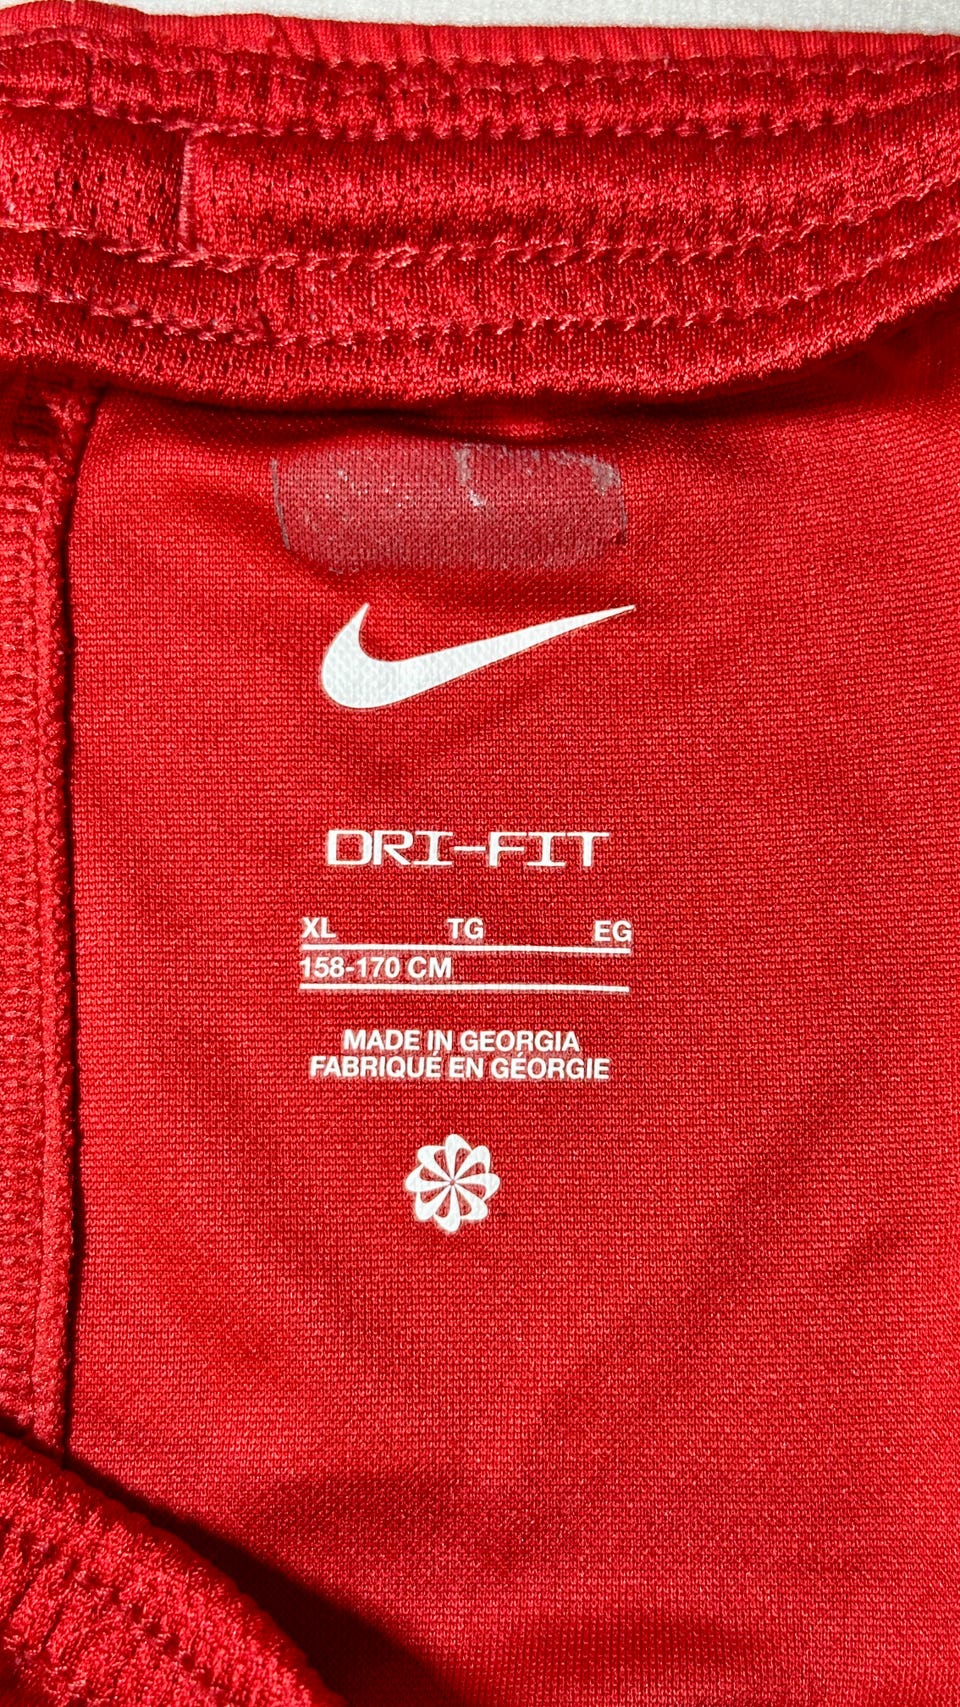 DRI-FIT
XL TG EG
158-170 CM
MADE IN GEORGIA
FABRIQUÉ EN GÉORGIE